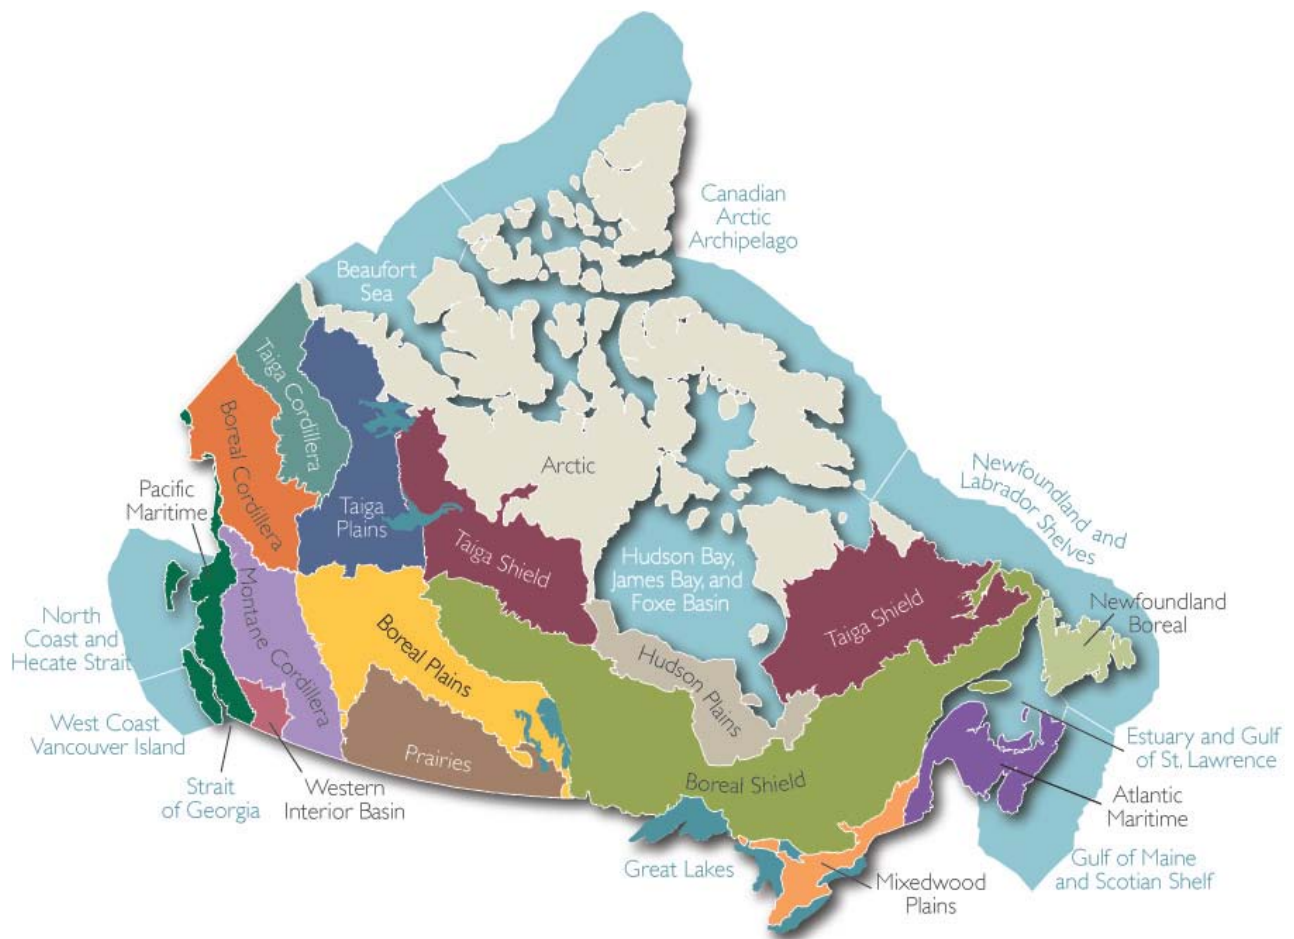 Canadian
Arctic
Archipelago
Beaufort
Sea
Taiga Cordillera
Boreal Cordillera
Arctic
Newfoundland and
Labrador Shelves
Pacific
Maritime
Taiga
Plains
Taiga Shield
Hudson Bay,
James Bay, and
Foxe Basin
Taiga Shield
Newfoundland
Boreal
North
Coast and
Hecate Strait
Montane Cordillera
Boreal Plains
Hudson Plains
West Coast
Vancouver Island
Prairies
Boreal Shield
Estuary and Gulf
of St. Lawrence
Strait
of Georgia
Western
Interior Basin
Atlantic
Maritime
Great Lakes
Mixedwood
Plains
Gulf of Maine
and Scotian Shelf